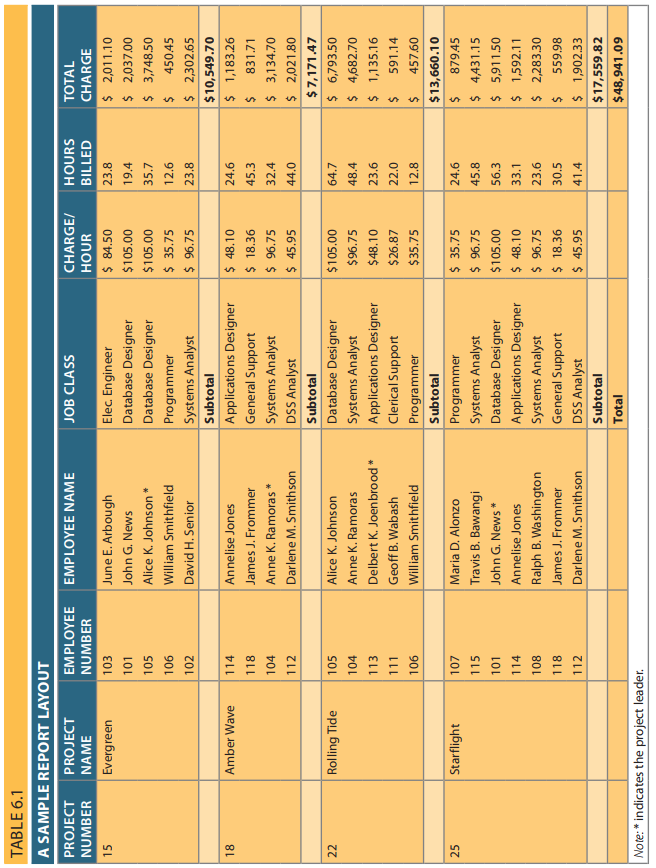 TABLE 6.1
A SAMPLE REPORT LAYOUT
PROJECT NUMBER PROJECT NAME EMPLOYEE NUMBER EMPLOYEE NAME JOB CLASS CHARGE/ HOUR HOURS BILLED TOTAL CHARGE
15 Evergreen 103 June E. Arbough Elec. Engineer $ 84.50 23.8 $ 2,011.10
101 John G. News Database Designer $105.00 19.4 $ 2,037.00
105 Alice K. Johnson * Database Designer $105.00 35.7 $ 3,748.50
106 William Smithfield Programmer $ 35.75 12.6 $ 450.45
102 David H. Senior Systems Analyst $ 96.75 23.8 $ 2,302.65
Subtotal $10,549.70
18 Amber Wave 114 Annelise Jones Applications Designer $ 48.10 24.6 $ 1,183.26
118 James J. Frommer General Support $ 18.36 45.3 $ 831.71
104 Anne K. Ramoras * Systems Analyst $ 96.75 32.4 $ 3,134.70
112 Darlene M. Smithson DSS Analyst $ 45.95 44.0 $ 2,021.80
Subtotal $ 7,171.47
22 Rolling Tide 105 Alice K. Johnson Database Designer $105.00 64.7 $ 6,793.50
104 Anne K. Ramoras Systems Analyst $96.75 48.4 $ 4,682.70
113 Delbert K. Joenbrood * Applications Designer $48.10 23.6 $ 1,135.16
111 Geoff B. Wabash Clerical Support $26.87 22.0 $ 591.14
106 William Smithfield Programmer $35.75 12.8 $ 457.60
Subtotal $13,660.10
25 Starflight 107 Maria D. Alonzo Programmer $ 35.75 24.6 $ 879.45
115 Travis B. Bawangi Systems Analyst $ 96.75 45.8 $ 4,431.15
101 John G. News * Database Designer $105.00 56.3 $ 5,911.50
114 Annelise Jones Applications Designer $ 48.10 33.1 $ 1,592.11
108 Ralph B. Washington Systems Analyst $ 96.75 23.6 $ 2,283.30
118 James J. Frommer General Support $ 18.36 30.5 $ 559.98
112 Darlene M. Smithson DSS Analyst $ 45.95 41.4 $ 1,902.33
Subtotal $17,559.82
Total $48,941.09
Note: * indicates the project leader.